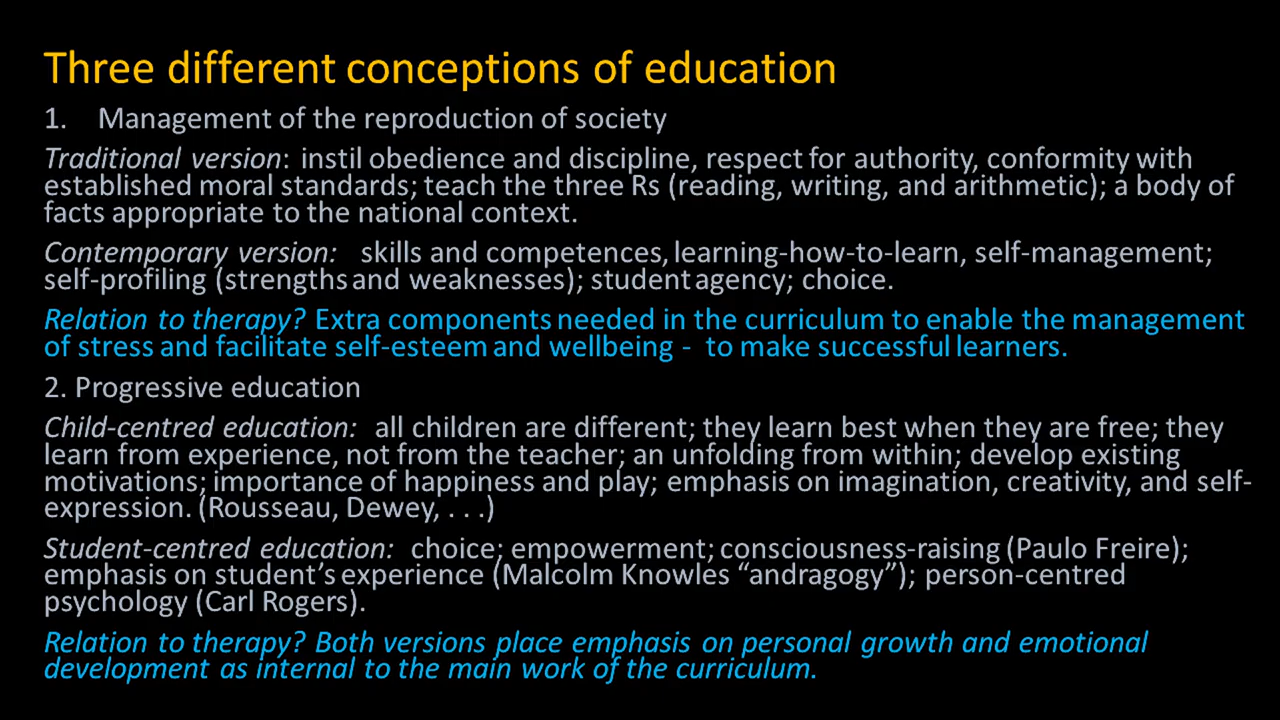 Three different conceptions of education
1. Management of the reproduction of society
Traditional version: instil obedience and discipline, respect for authority, conformity with
established moral standards; teach the three Rs (reading, writing, and arithmetic); a body of
facts appropriate to the national context.
Contemporary version: skills and competences, learning-how-to-learn, self-management;
self-profiling (strengths and weaknesses); student agency; choice.
Relation to therapy? Extra components needed in the curriculum to enable the management
of stress and facilitate self-esteem and wellbeing - to make successful learners.
2. Progressive education
Child-centred education: all children are different; they learn best when they are free; they
learn from experience, not from the teacher; an unfolding from within; develop existing
motivations; importance of happiness and play; emphasis on imagination, creativity, and self-
expression. (Rousseau, Dewey, . . .)
Student-centred education: choice; empowerment; consciousness-raising (Paulo Freire);
emphasis on student’s experience (Malcolm Knowles “andragogy”); person-centred
psychology (Carl Rogers).
Relation to therapy? Both versions place emphasis on personal growth and emotional
development as internal to the main work of the curriculum.